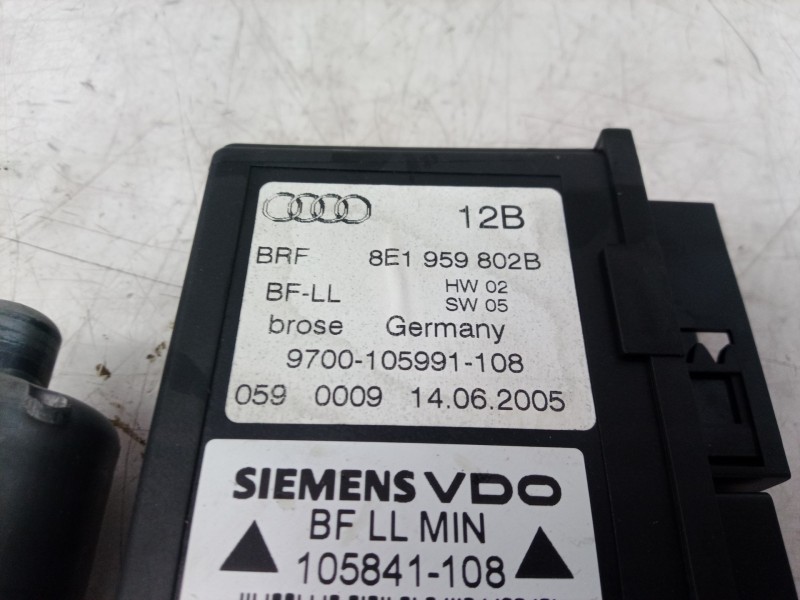 12B
BRF 8E1 959 802B
BF-LL HW 02
SW 05
brose Germany
9700-105991-108
059 0009 14.06.2005
SIEMENS VDO
BF LL MIN
105841-108